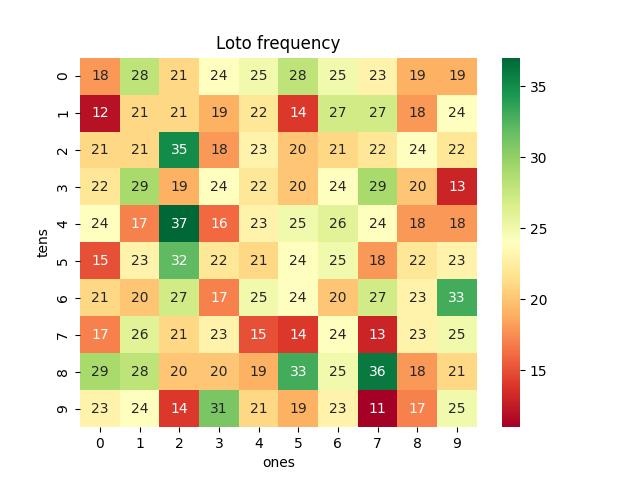 Loto frequency
0 18 28 21 24 25 28 25 23 19 19
1 12 21 21 19 22 14 27 27 18 24
2 21 21 35 18 23 20 21 22 24 22
3 22 29 19 24 22 20 24 29 20 13
4 24 17 37 16 23 25 26 24 18 18
5 15 23 32 22 21 24 25 18 22 23
6 21 20 27 17 25 24 20 27 23 33
7 17 26 21 23 15 14 24 13 23 25
8 29 28 20 20 19 33 25 36 18 21
9 23 24 14 31 21 19 23 11 17 25
0 1 2 3 4 5 6 7 8 9
ones
tens
35
30
25
20
15